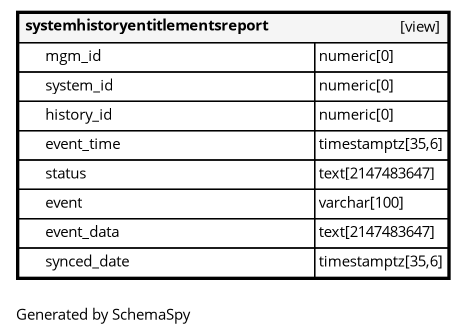 systemhistoryentitlementsreport [view]
mgm_id numeric[0]
system_id numeric[0]
history_id numeric[0]
event_time timestamptz[35,6]
status text[2147483647]
event varchar[100]
event_data text[2147483647]
synced_date timestamptz[35,6]
Generated by SchemaSpy